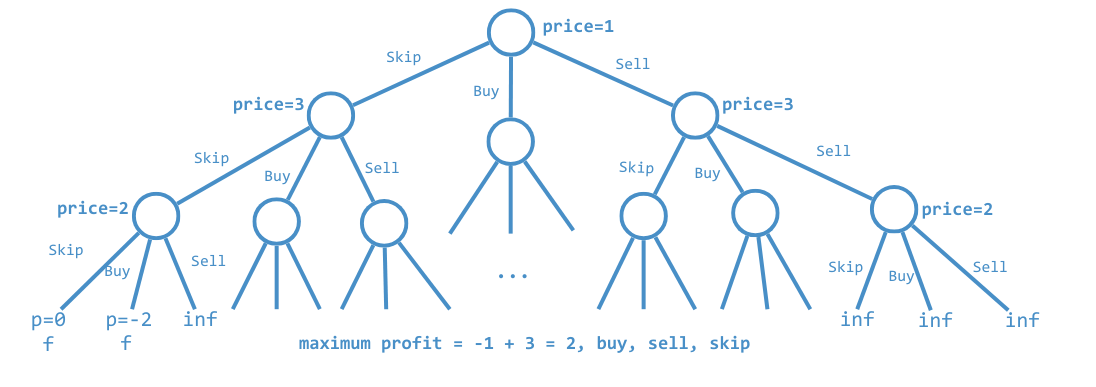 price=1
Skip
Sell
Buy
price=3
price=3
Skip
Buy
Sell
Skip
Buy
Sell
price=2
price=2
Skip
Buy
Sell
Skip
Buy
Sell
...
p=0
f
p=-2
f
inf
inf
inf
inf
maximum profit = -1 + 3 = 2, buy, sell, skip